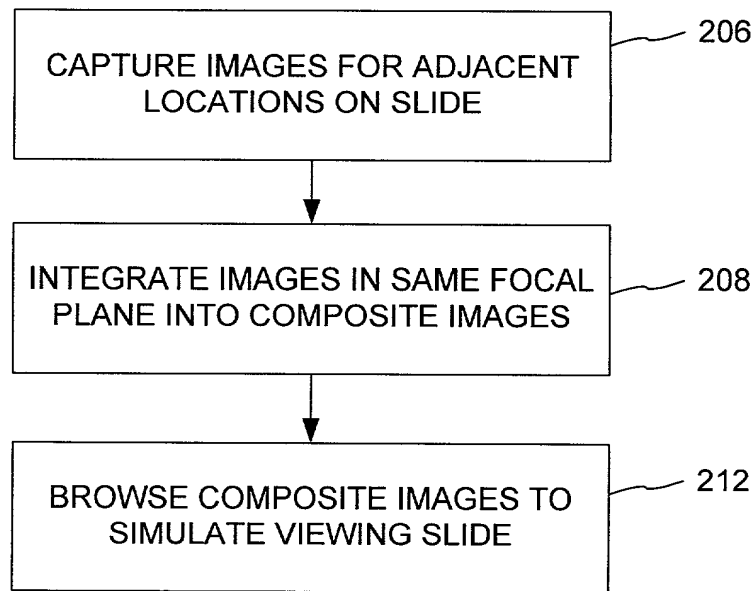 206
CAPTURE IMAGES FOR ADJACENT
LOCATIONS ON SLIDE
INTEGRATE IMAGES IN SAME FOCAL
PLANE INTO COMPOSITE IMAGES
208
BROWSE COMPOSITE IMAGES TO
SIMULATE VIEWING SLIDE
212